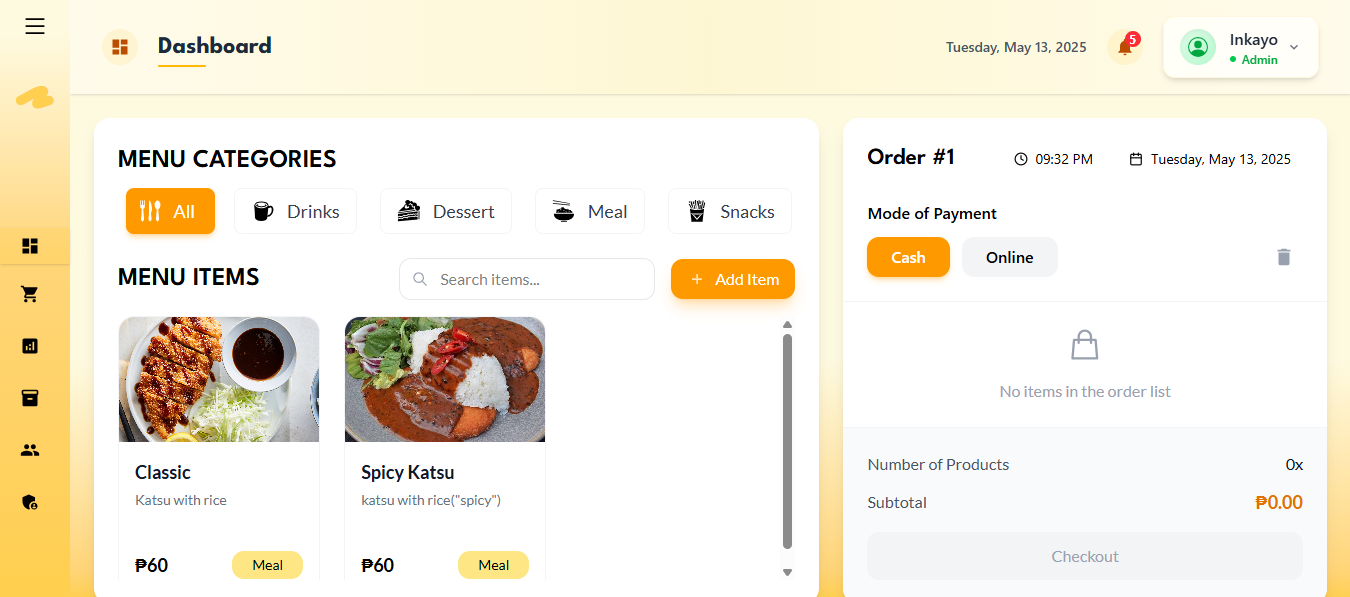 Dashboard
Tuesday, May 13, 2025
5
Inkayo
Admin
MENU CATEGORIES
All
Drinks
Dessert
Meal
Snacks
MENU ITEMS
Search items...
+ Add Item
Classic
Katsu with rice
₱60
Meal
Spicy Katsu
katsu with rice("spicy")
₱60
Meal
Order #1
09:32 PM
Tuesday, May 13, 2025
Mode of Payment
Cash
Online
No items in the order list
Number of Products
0x
Subtotal
₱0.00
Checkout